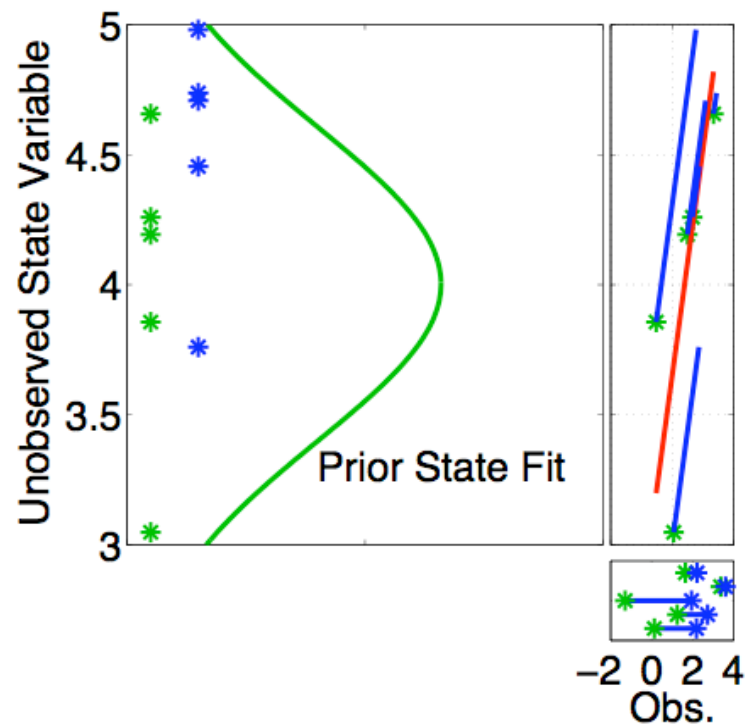 Unobserved State Variable
5
4.5
4
3.5
3
Prior State Fit
−2 0 2 4
Obs.